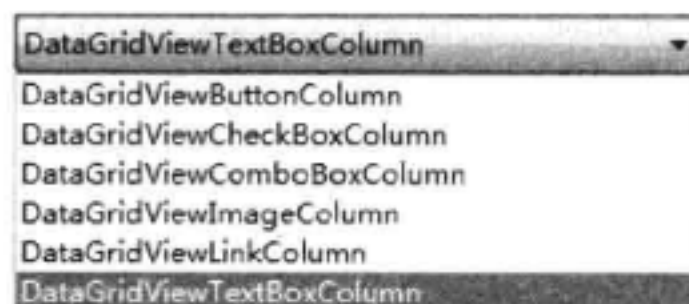 DataGridViewTextBoxColumn
DataGridViewButtonColumn
DataGridViewCheckBoxColumn
DataGridViewComboBoxColumn
DataGridViewImageColumn
DataGridViewLinkColumn
DataGridViewTextBoxColumn